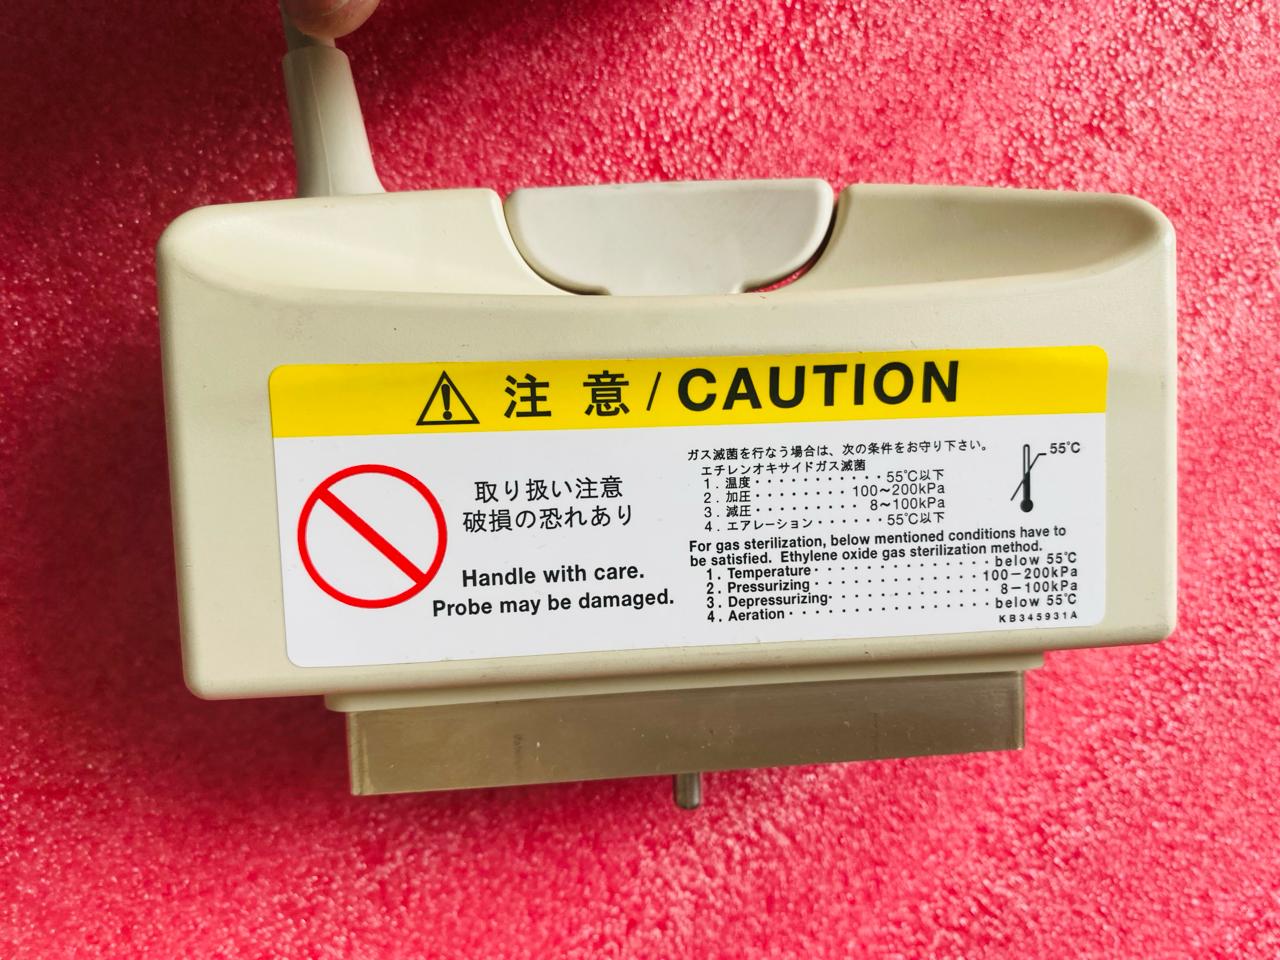 注意/CAUTION
取り扱い注意
破損の恐れあり
Handle with care.
Probe may be damaged.
ガス滅菌を行なう場合は、次の条件をお守り下さい。
エチレンオキサイドガス滅菌
1. 温度・・・・・・・・・・・55℃以下
2. 加圧・・・・・・・・・100~200kPa
3. 減圧・・・・・・・・・・8~100kPa
4. エアレーション・・・・・・55℃以下
55℃
For gas sterilization, below mentioned conditions have to
be satisfied. Ethylene oxide gas sterilization method.
1. Temperature・・・・・・・・・・・・・・・below 55℃
2. Pressurizing・・・・・・・・・・・・・・100-200kPa
3. Depressurizing・・・・・・・・・・・・・・8-100kPa
4. Aeration・・・・・・・・・・・・・・・・・below 55℃
KB345931A